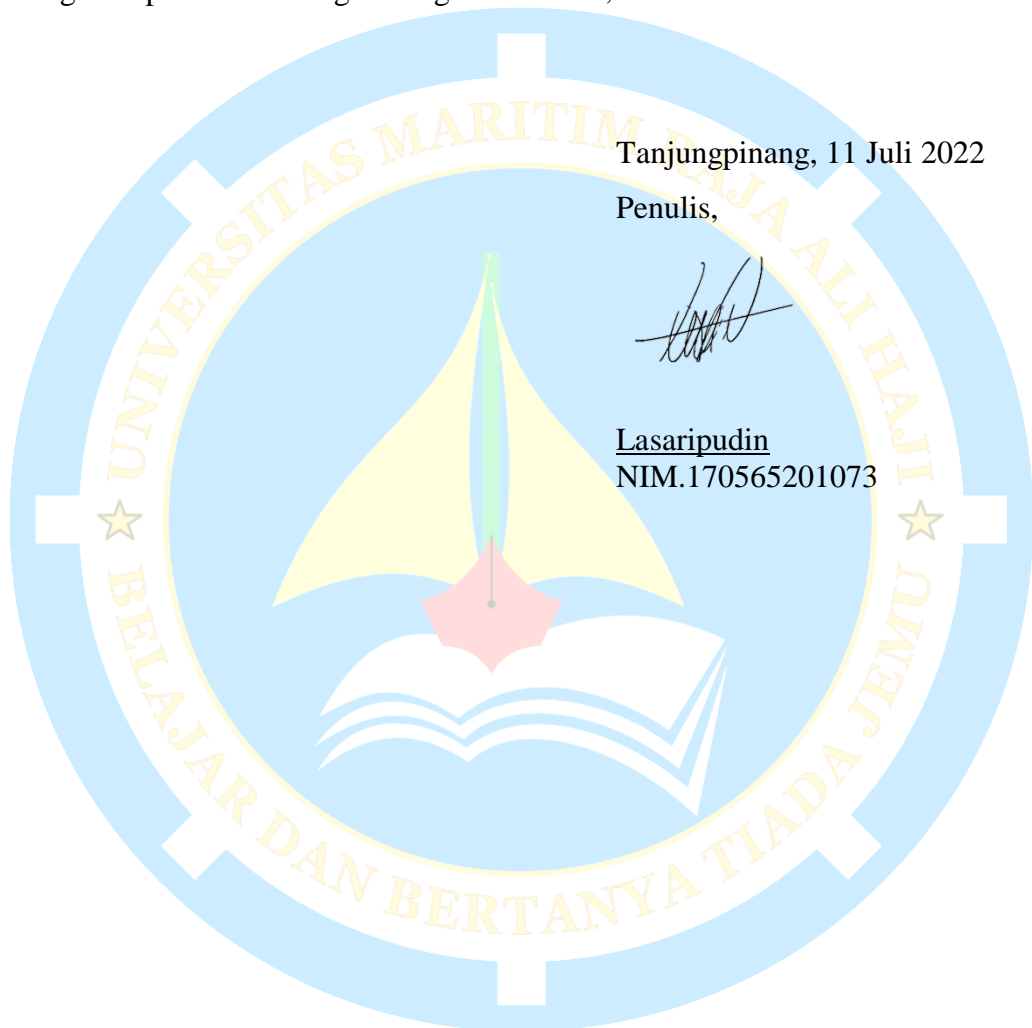 Tanjungpinang, 11 Juli 2022
Penulis,
Lasaripudin
NIM.170565201073
UNIVERSITAS MARITIM RAJA ALI HAJI
BELAJAR DAN BERTANYA TIADA JEMU